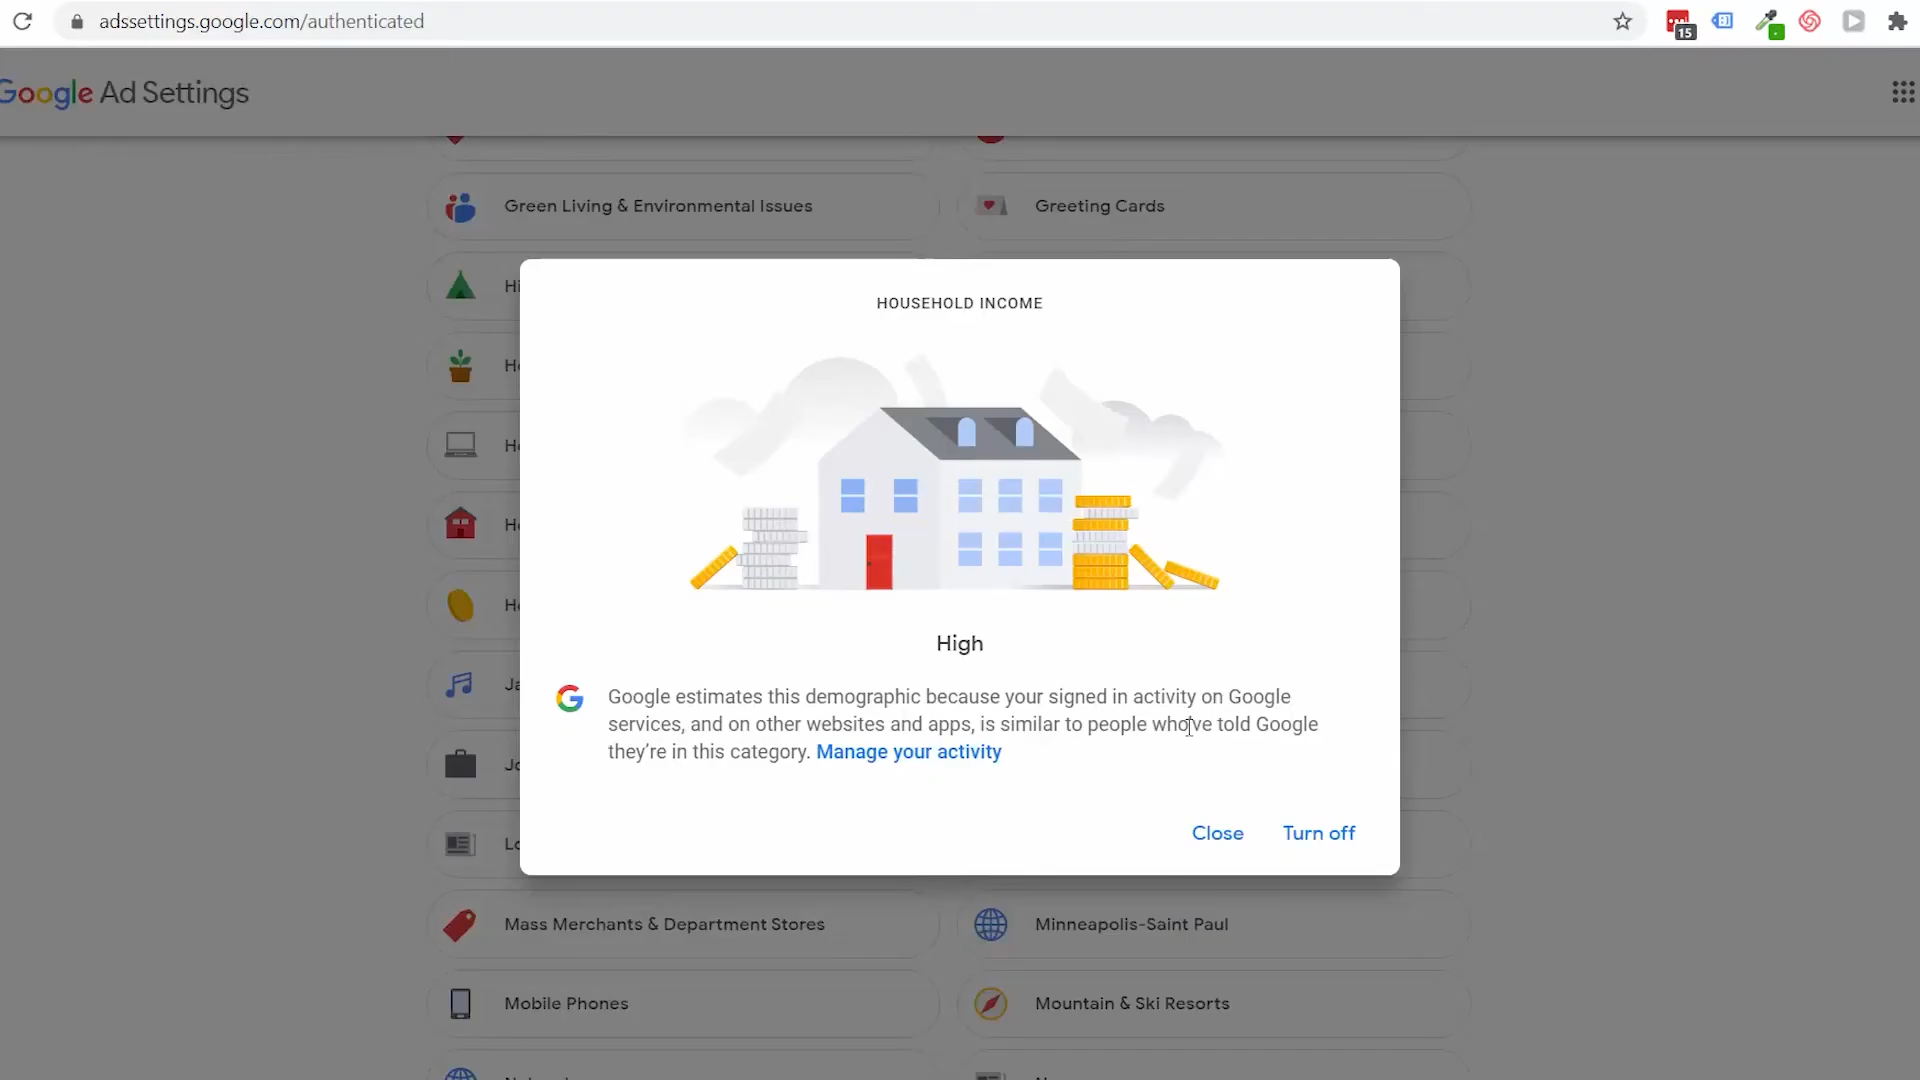 adssettings.google.com/authenticated
15
Google Ad Settings
Green Living & Environmental Issues
Greeting Cards
HOUSEHOLD INCOME
High
Google estimates this demographic because your signed in activity on Google
services, and on other websites and apps, is similar to people who've told Google
they're in this category. Manage your activity
Close
Turn off
Mass Merchants & Department Stores
Minneapolis-Saint Paul
Mobile Phones
Mountain & Ski Resorts